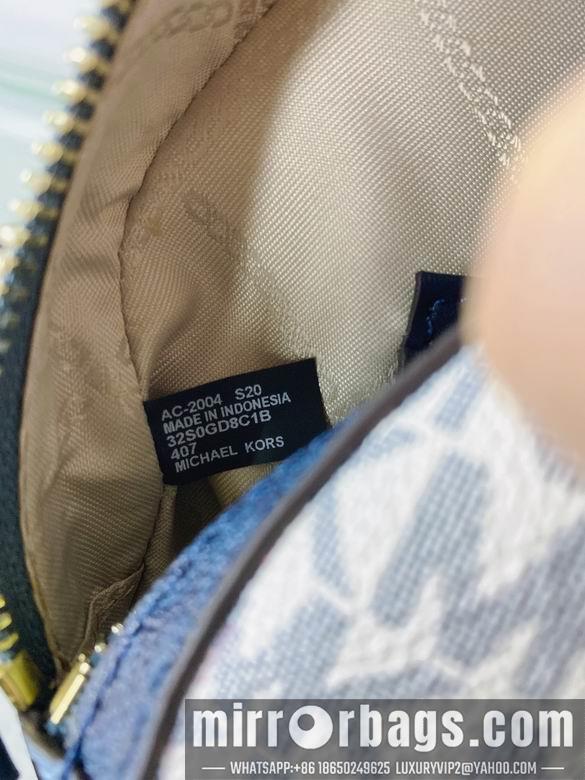 AC-2004 S20
MADE IN INDONESIA
32S0GD8C1B
407
MICHAEL KORS
mirrorbags.com
WHATSAPP:+86 18650249625 LUXURYVIP2@YAHOO.COM